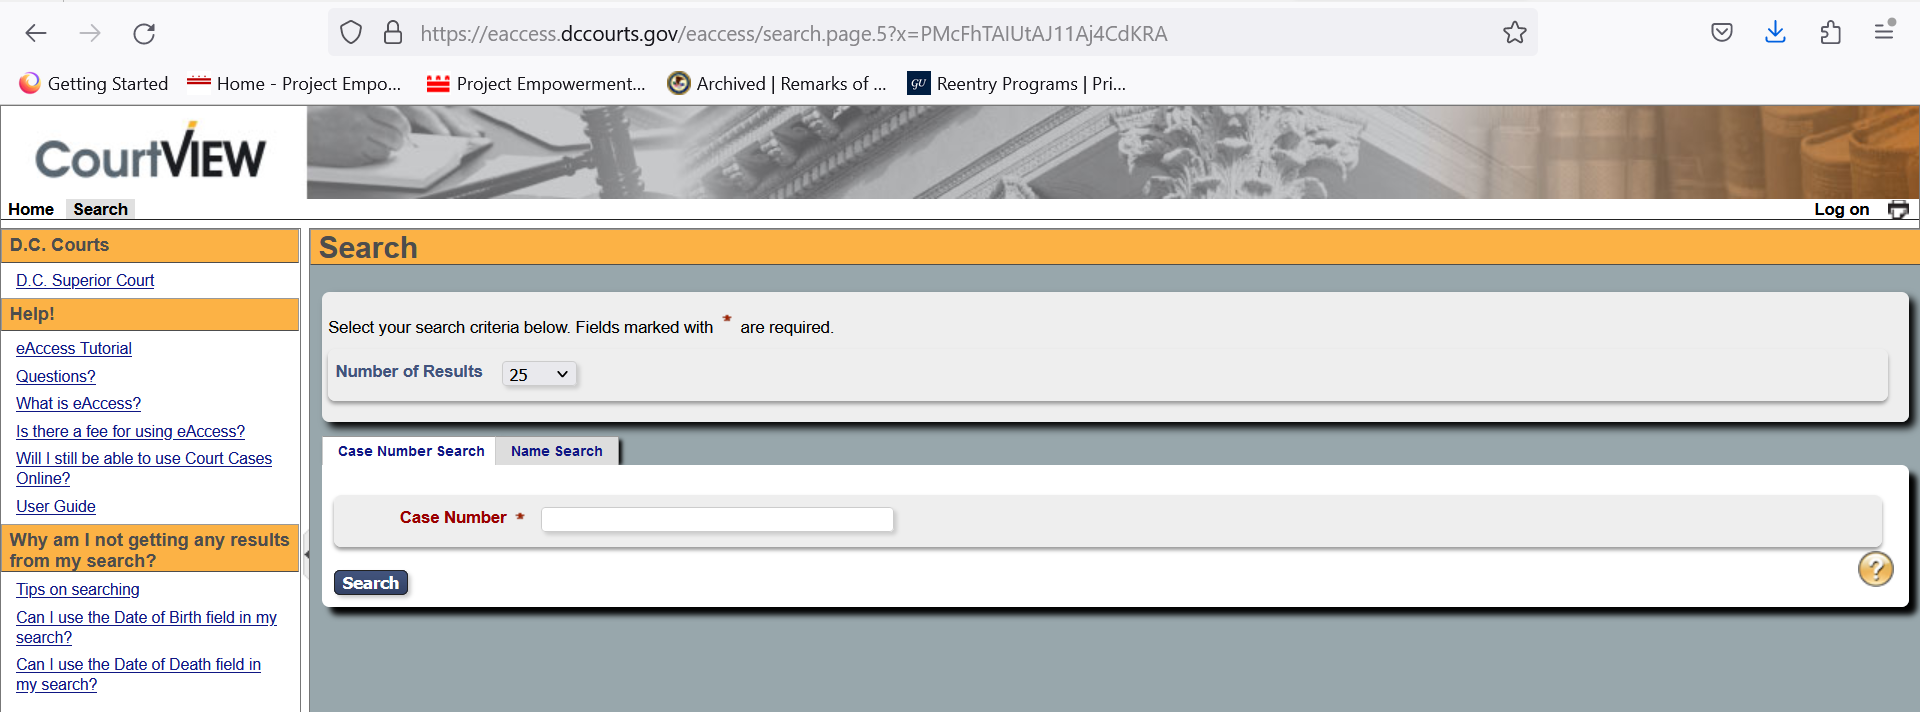 https://eaccess.dccourts.gov/eaccess/search.page.5?x=PMcFhTAIUtAJ11Aj4CdKRA
Getting Started
Home - Project Empo...
Project Empowerment...
Archived | Remarks of ...
GU
Reentry Programs | Pri...
CourtVIEW
Home
Search
Log on
D.C. Courts
D.C. Superior Court
Help!
eAccess Tutorial
Questions?
What is eAccess?
Is there a fee for using eAccess?
Will I still be able to use Court Cases
Online?
User Guide
Why am I not getting any results
from my search?
Tips on searching
Can I use the Date of Birth field in my
search?
Can I use the Date of Death field in
my search?
Search
Select your search criteria below. Fields marked with * are required.
Number of Results 25
Case Number Search
Name Search
Case Number *
Search
?